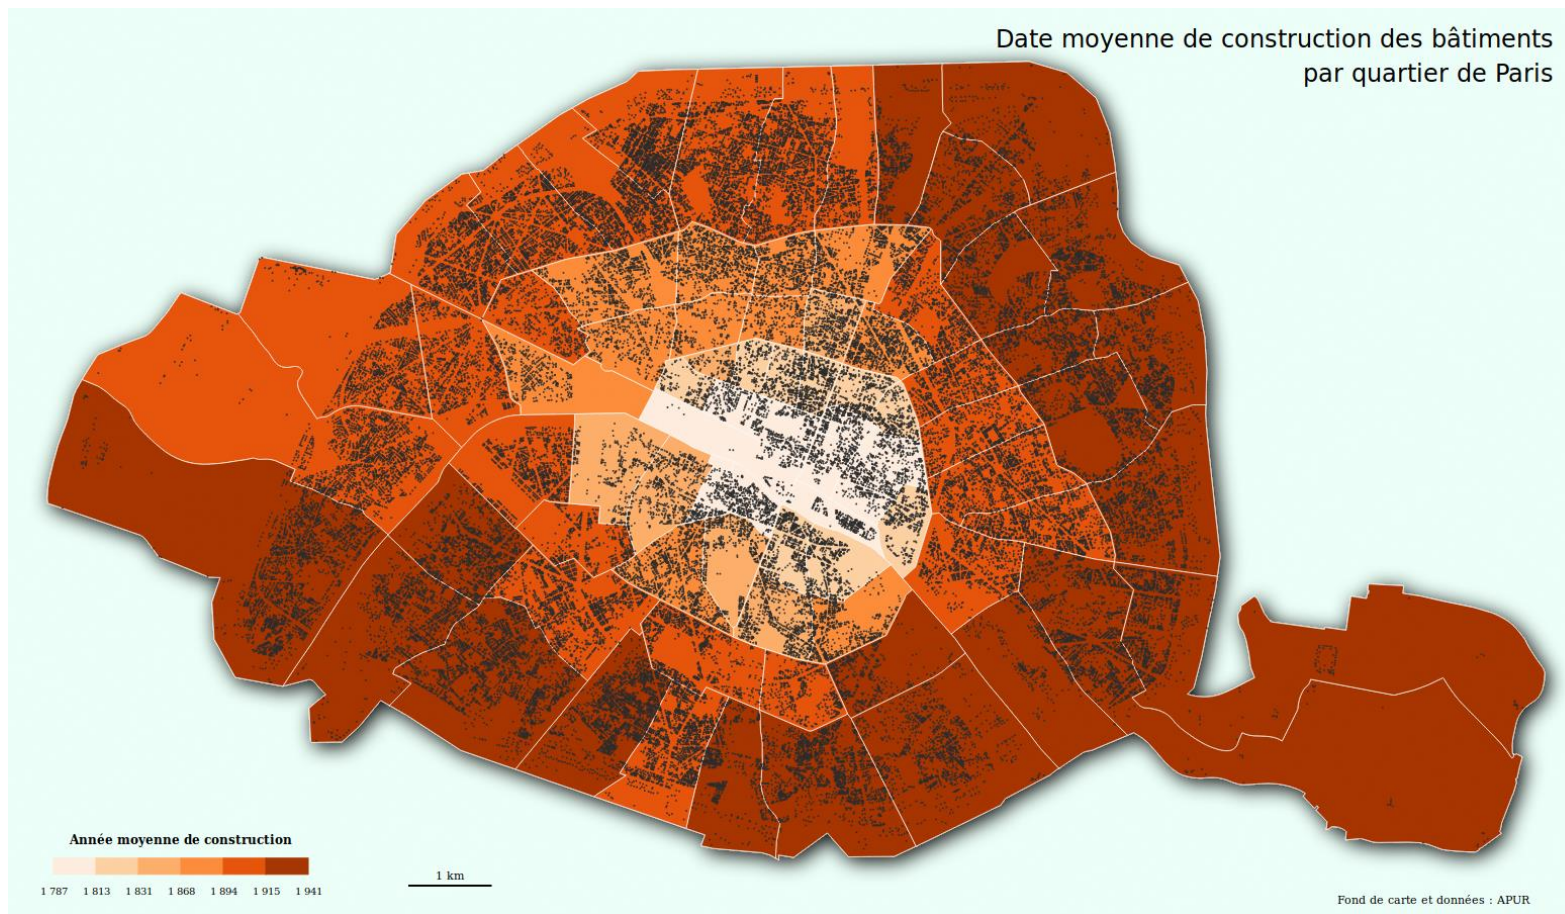 Date moyenne de construction des bâtiments
par quartier de Paris
Année moyenne de construction
1 787 1 813 1 831 1 868 1 894 1 915 1 941
1 km
Fond de carte et données : APUR